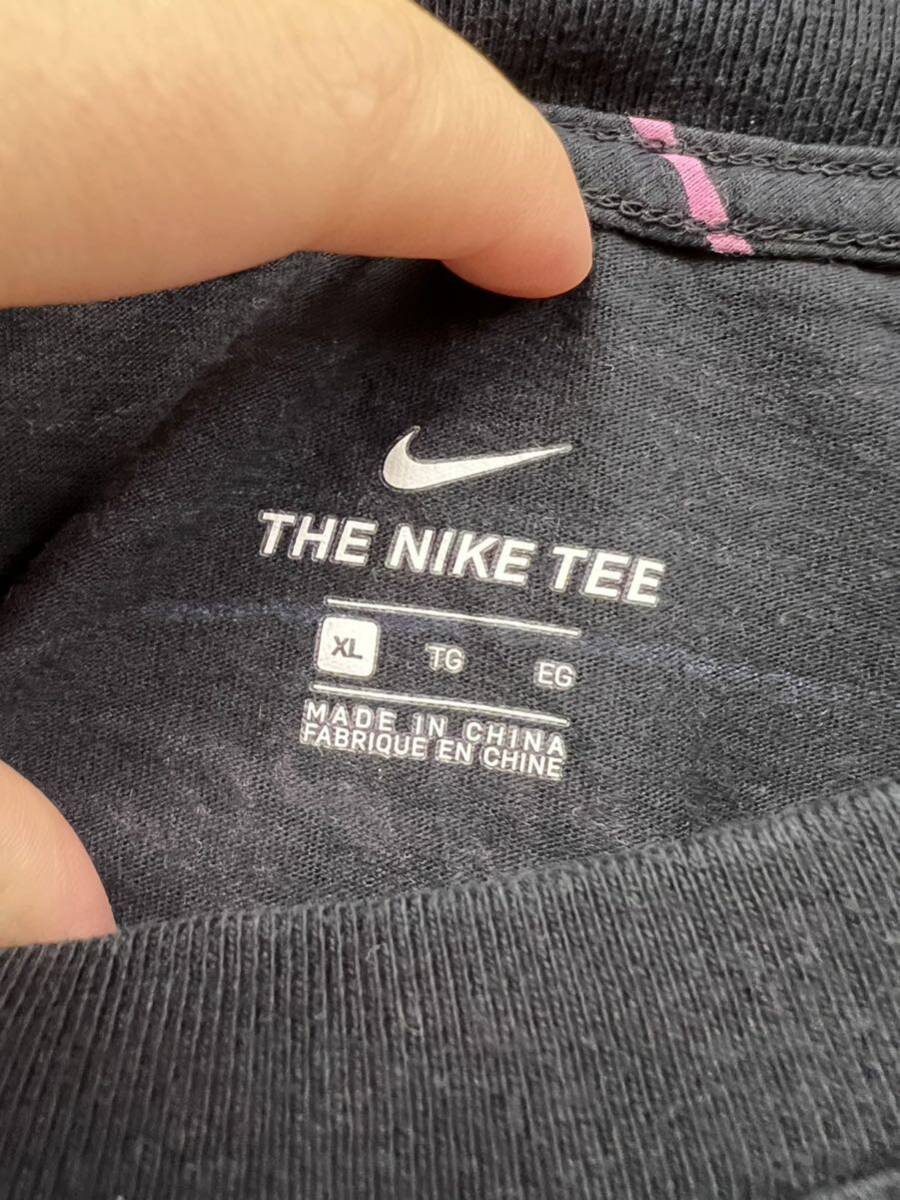 THE NIKE TEE
XL TG EG
MADE IN CHINA
FABRIQUE EN CHINE